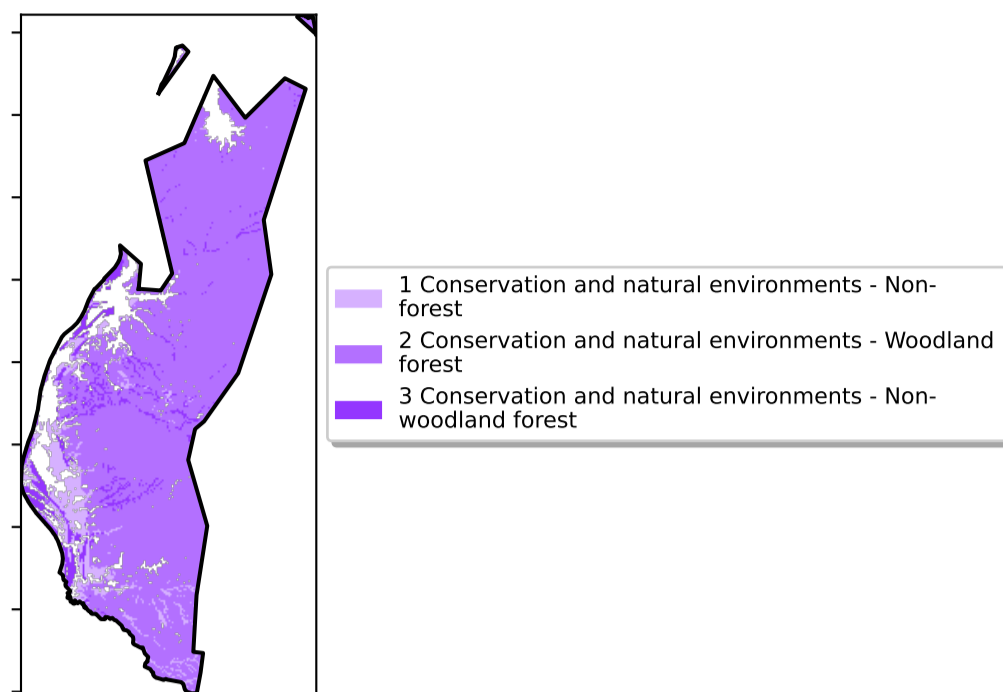 1 Conservation and natural environments - Non-
forest
2 Conservation and natural environments - Woodland
forest
3 Conservation and natural environments - Non-
woodland forest